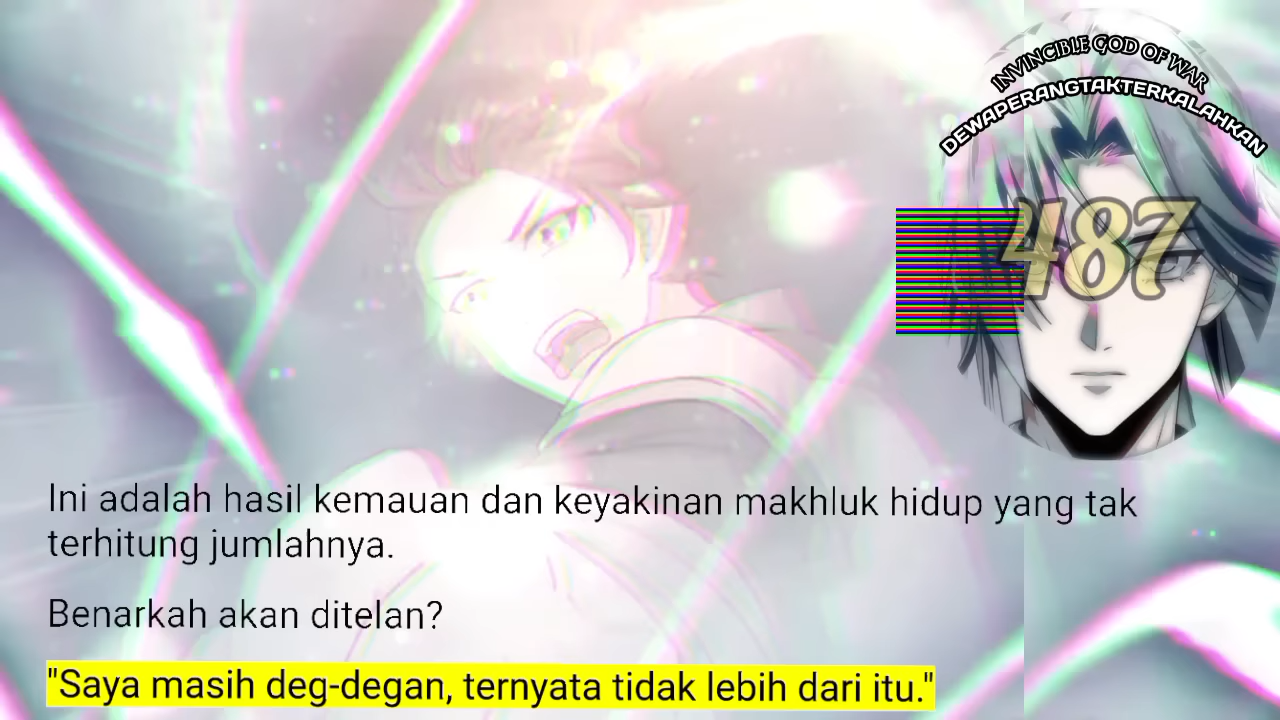 INVINCIBLE GOD OF WAR
DEWAPERANGTAKTERKALAHKAN
487
Ini adalah hasil kemauan dan keyakinan makhluk hidup yang tak
terhitung jumlahnya.
Benarkah akan ditelan?
"Saya masih deg-degan, ternyata tidak lebih dari itu."